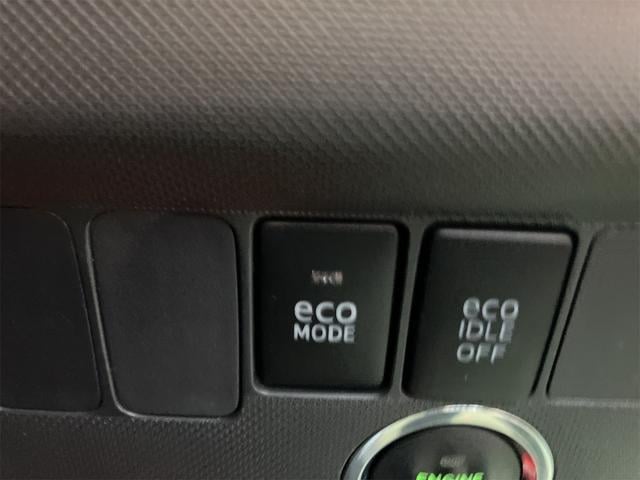 eco
MODE
eco
IDLE
OFF
ENGINE